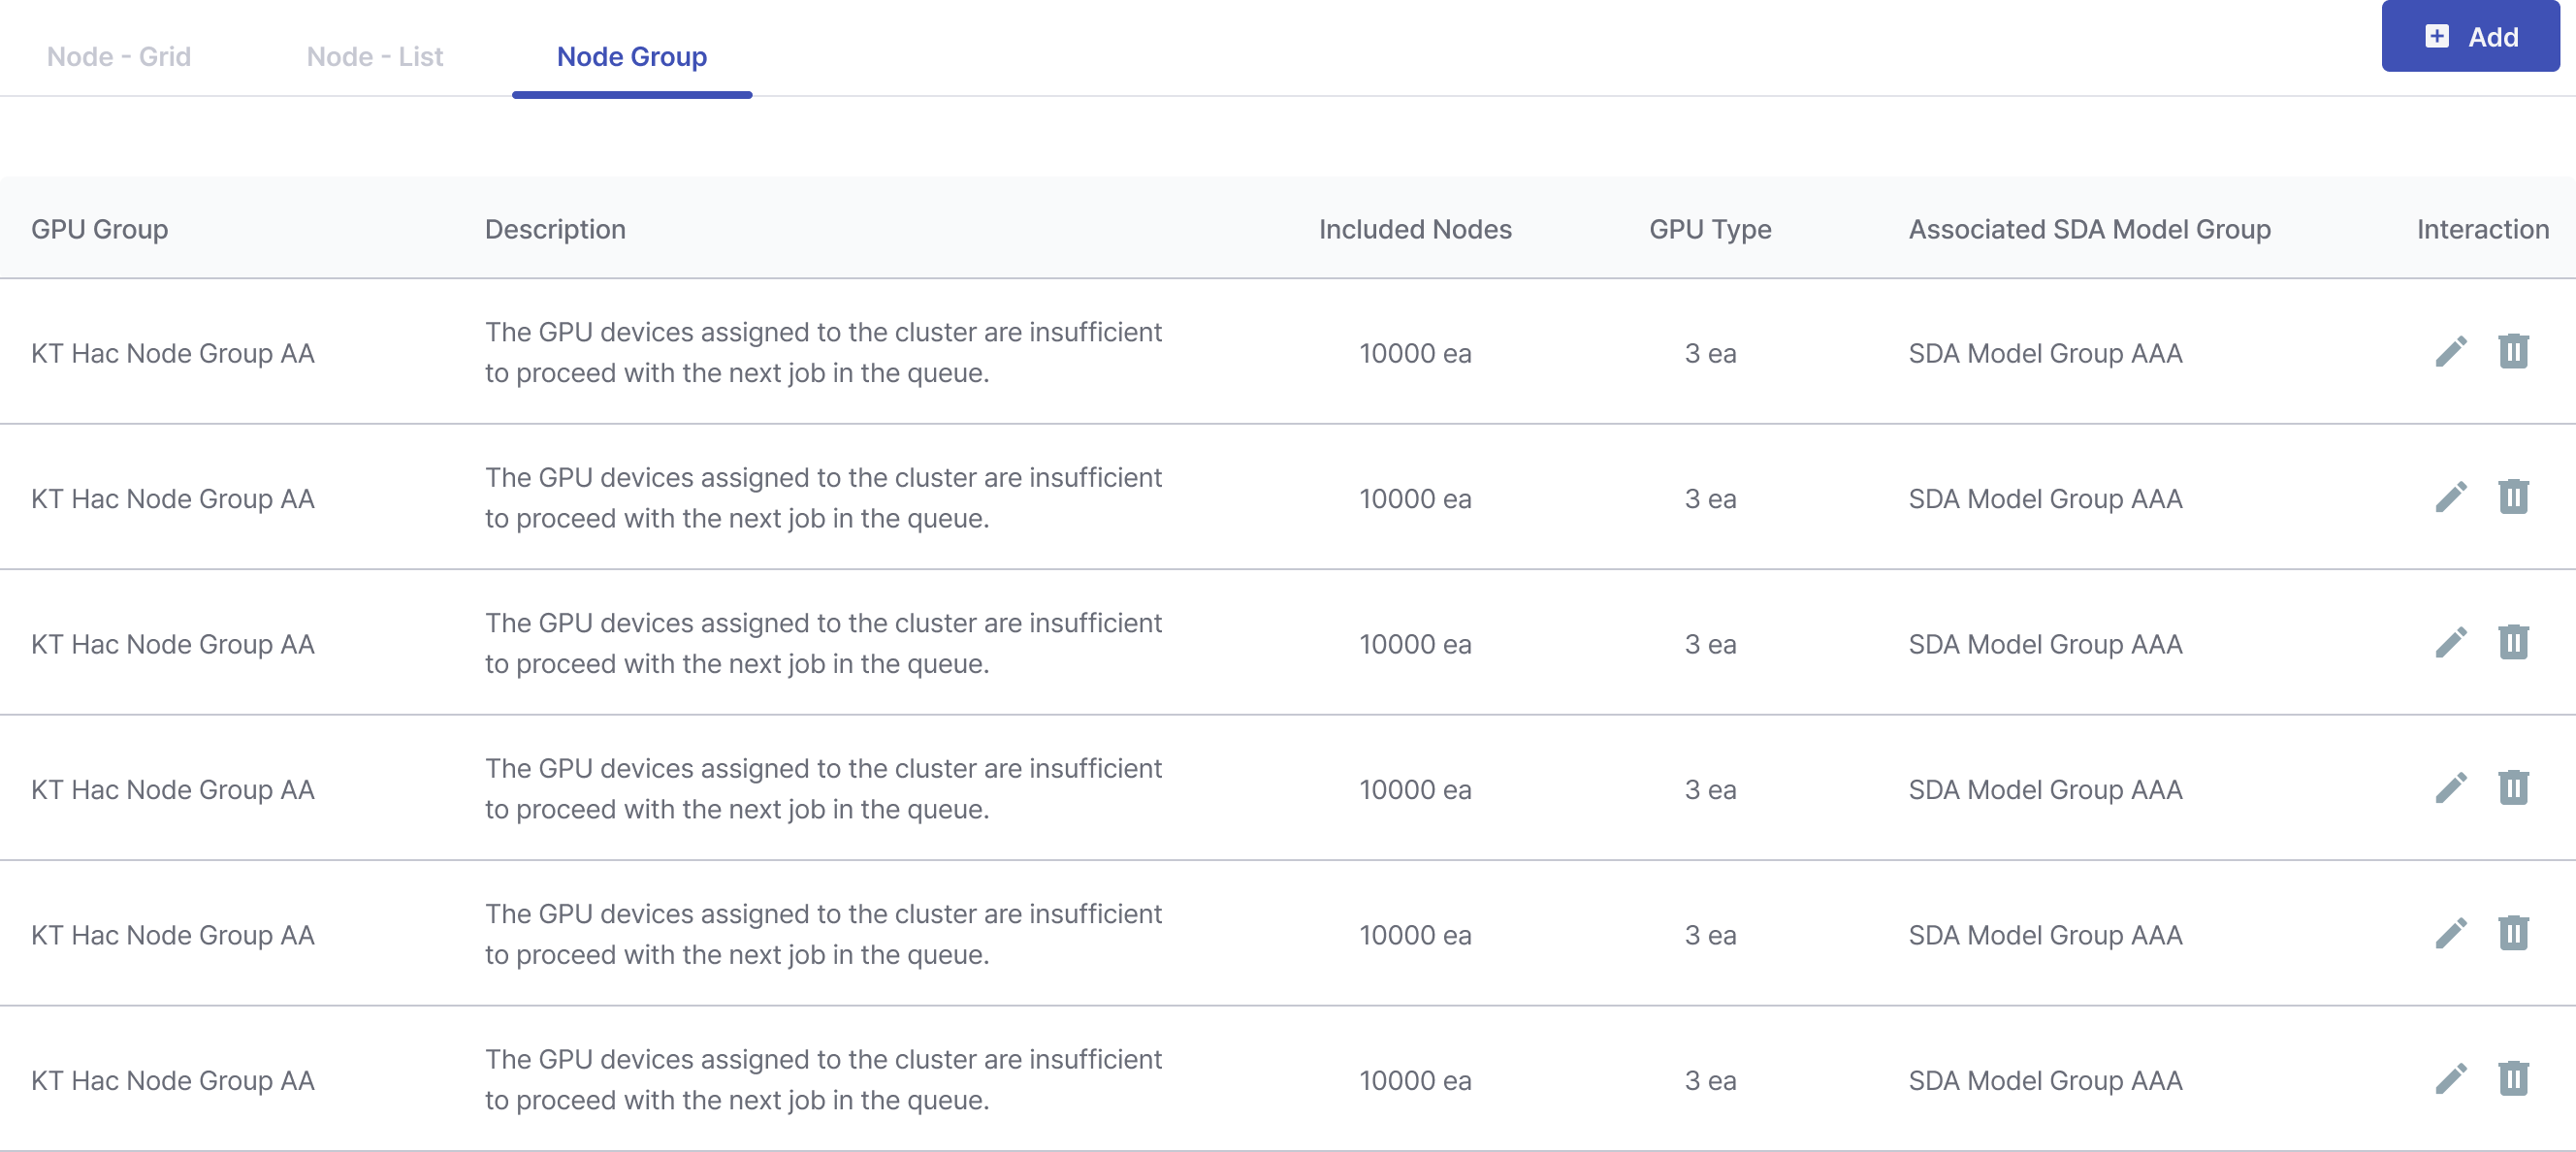 Node - Grid Node - List Node Group Add
GPU Group Description Included Nodes GPU Type Associated SDA Model Group Interaction
The GPU devices assigned to the cluster are insufficient
KT Hac Node Group AA 10000 ea 3 ea SDA Model Group AAA
to proceed with the next job in the queue.
The GPU devices assigned to the cluster are insufficient
KT Hac Node Group AA 10000 ea 3 ea SDA Model Group AAA
to proceed with the next job in the queue.
The GPU devices assigned to the cluster are insufficient
KT Hac Node Group AA 10000 ea 3 ea SDA Model Group AAA
to proceed with the next job in the queue.
The GPU devices assigned to the cluster are insufficient
KT Hac Node Group AA 10000 ea 3 ea SDA Model Group AAA
to proceed with the next job in the queue.
The GPU devices assigned to the cluster are insufficient
KT Hac Node Group AA 10000 ea 3 ea SDA Model Group AAA
to proceed with the next job in the queue.
The GPU devices assigned to the cluster are insufficient
KT Hac Node Group AA 10000 ea 3 ea SDA Model Group AAA
to proceed with the next job in the queue.